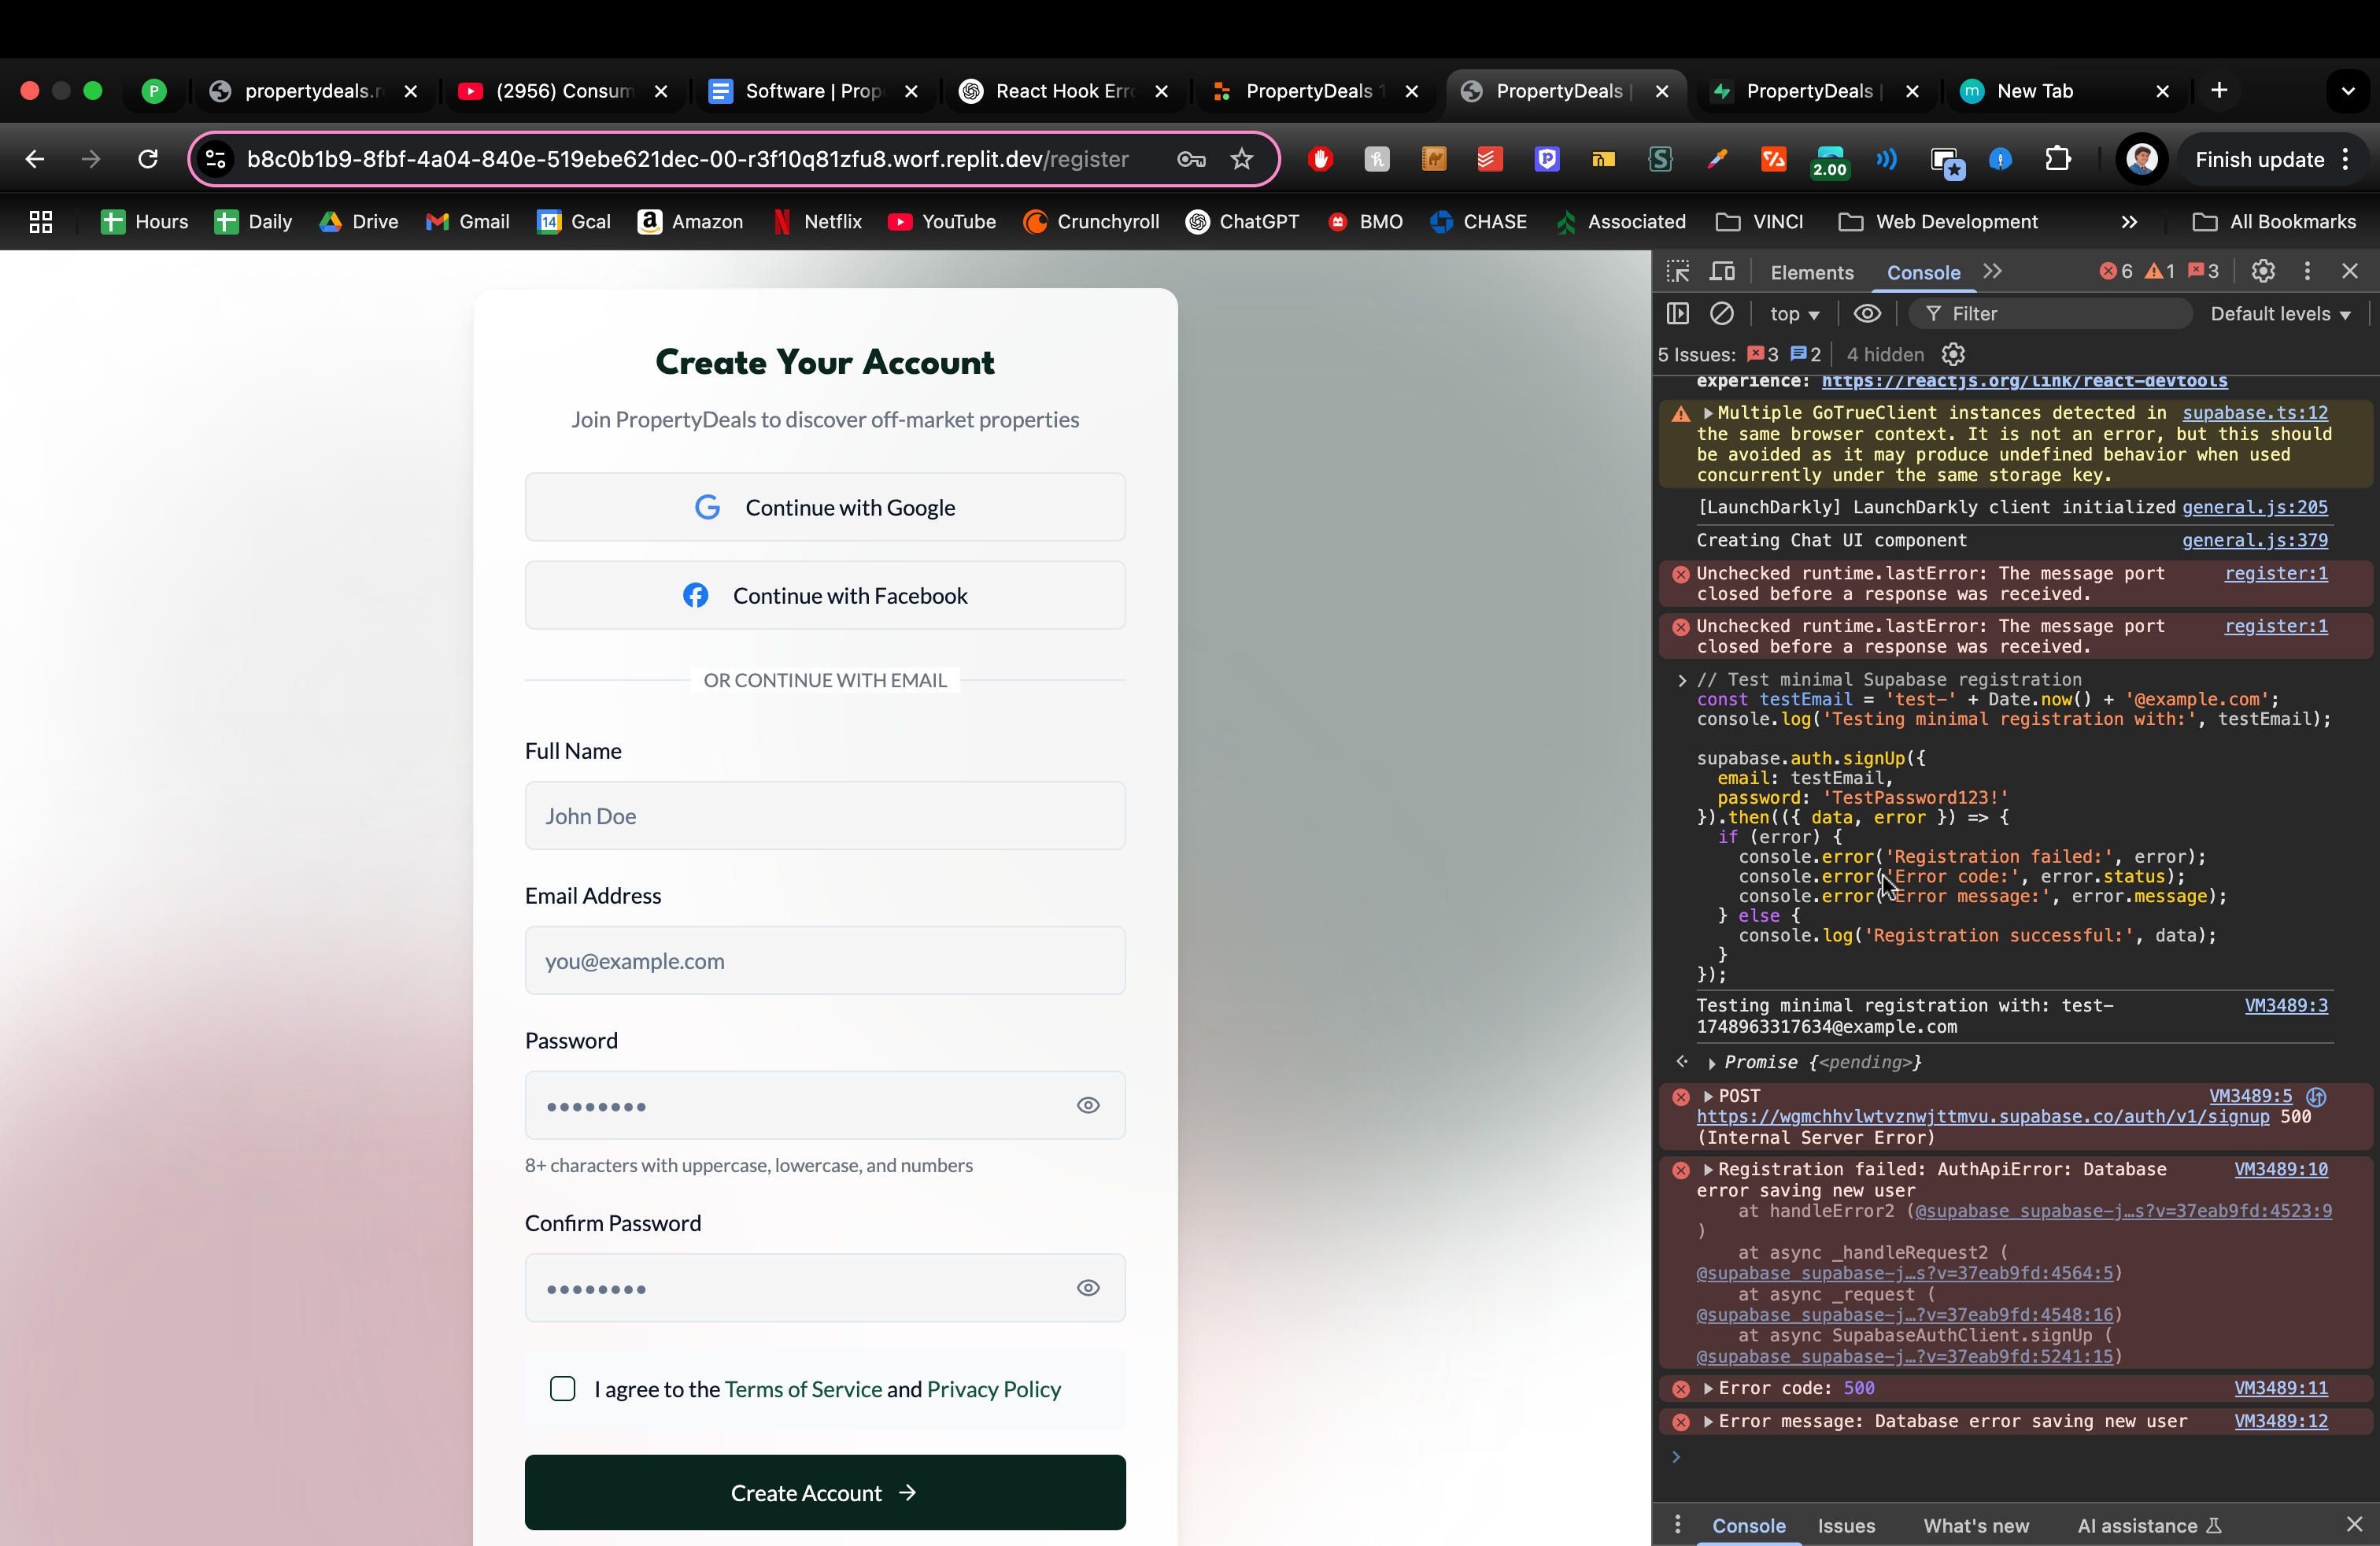 P
propertydeals.r
(2956) Consum
Software | Prop
React Hook Erro
PropertyDeals 1
PropertyDeals |
PropertyDeals |
m
New Tab
b8c0b1b9-8fbf-4a04-840e-519ebe621dec-00-r3f10q81zfu8.worf.replit.dev/register
2.00
Finish update
Hours
Daily
Drive
Gmail
14
Gcal
Amazon
Netflix
YouTube
Crunchyroll
ChatGPT
BMO
CHASE
Associated
VINCI
Web Development
All Bookmarks
Create Your Account
Join PropertyDeals to discover off-market properties
Continue with Google
Continue with Facebook
OR CONTINUE WITH EMAIL
Full Name
John Doe
Email Address
you@example.com
Password
••••••••
8+ characters with uppercase, lowercase, and numbers
Confirm Password
••••••••
I agree to the Terms of Service and Privacy Policy
Create Account →
Elements
Console
6
1
3
top
Filter
Default levels
5 Issues: 3 2
4 hidden
experience: https://reactjs.org/link/react-devtools
Multiple GoTrueClient instances detected in supabase.ts:12
the same browser context. It is not an error, but this should
be avoided as it may produce undefined behavior when used
concurrently under the same storage key.
[LaunchDarkly] LaunchDarkly client initialized general.js:205
Creating Chat UI component general.js:379
Unchecked runtime.lastError: The message port register:1
closed before a response was received.
Unchecked runtime.lastError: The message port register:1
closed before a response was received.
// Test minimal Supabase registration
const testEmail = 'test-' + Date.now() + '@example.com';
console.log('Testing minimal registration with:', testEmail);
supabase.auth.signUp({
email: testEmail,
password: 'TestPassword123!'
}).then(({ data, error }) => {
if (error) {
console.error('Registration failed:', error);
console.error('Error code:', error.status);
console.error('Error message:', error.message);
} else {
console.log('Registration successful:', data);
}
});
Testing minimal registration with: test- VM3489:3
1748963317634@example.com
Promise {<pending>}
POST VM3489:5
https://wgmchhvlwtvznwjttmvu.supabase.co/auth/v1/signup 500
(Internal Server Error)
Registration failed: AuthApiError: Database VM3489:10
error saving new user
at handleError2 (@supabase_supabase-j…s?v=37eab9fd:4523:9
)
at async _handleRequest2 (
@supabase_supabase-j…s?v=37eab9fd:4564:5)
at async _request (
@supabase_supabase-j…?v=37eab9fd:4548:16)
at async SupabaseAuthClient.signUp (
@supabase_supabase-j…?v=37eab9fd:5241:15)
Error code: 500 VM3489:11
Error message: Database error saving new user VM3489:12
Console
Issues
What's new
AI assistance